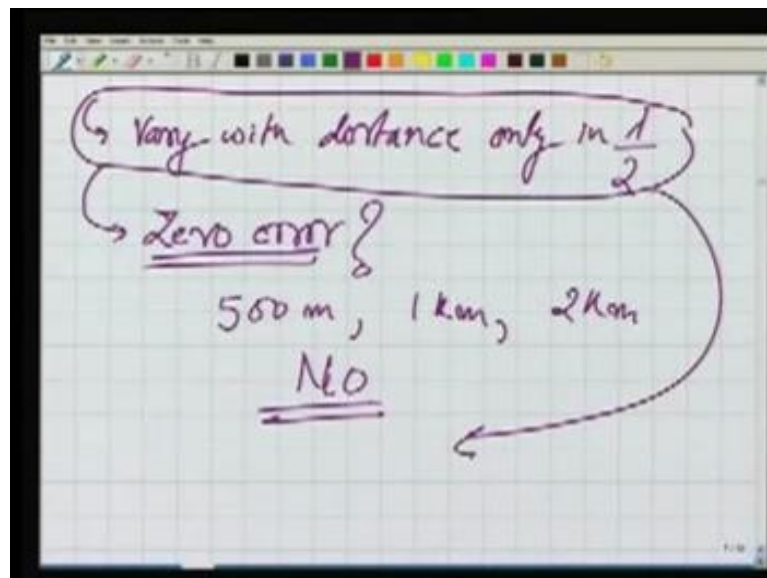 Vary with distance only in 1/2
Zero error?
500 m, 1 Km, 2 Km
No